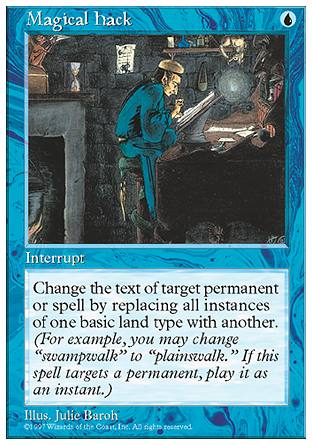 Magical Hack
Interrupt
Change the text of target permanent
or spell by replacing all instances
of one basic land type with another.
(For example, you may change
"swampwalk" to "plainswalk." If this
spell targets a permanent, play it as
an instant.)
Illus. Julie Baroh
©1997 Wizards of the Coast, Inc. All rights reserved.